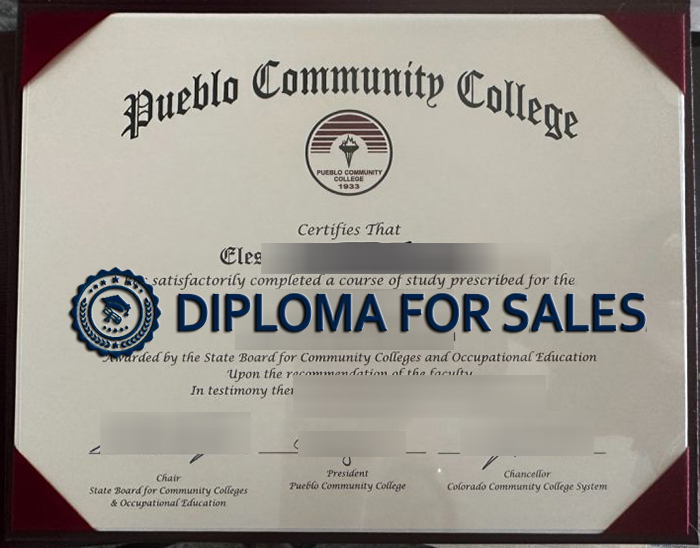 Pueblo Community College
PUEBLO COMMUNITY
COLLEGE
1933
Certifies That
Eles
satisfactorily completed a course of study prescribed for the
DIPLOMA FOR SALES
Awarded by the State Board for Community Colleges and Occupational Education
Upon the recommendation of the faculty
In testimony
Chair
State Board for Community Colleges
& Occupational Education
President
Pueblo Community College
Chancellor
Colorado Community College System